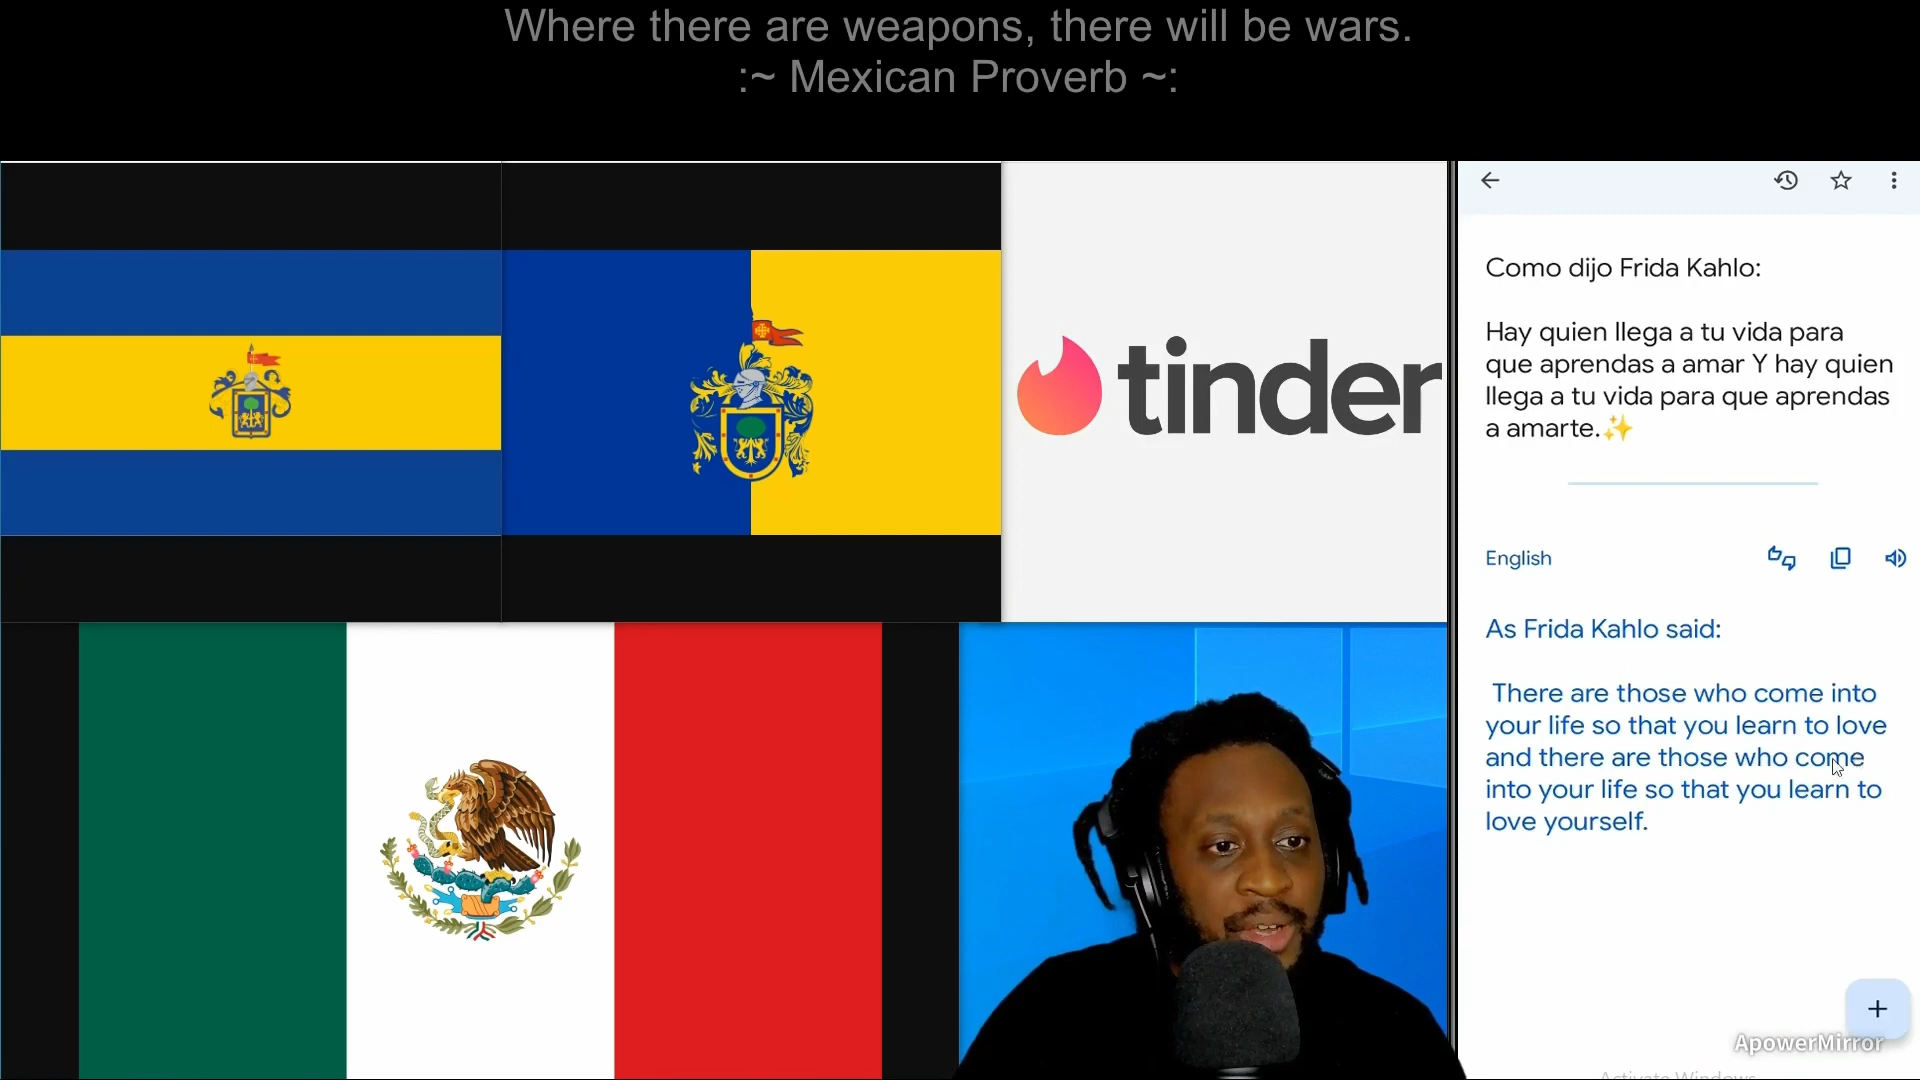 Where there are weapons, there will be wars.
:~ Mexican Proverb ~:
tinder
Como dijo Frida Kahlo:
Hay quien llega a tu vida para
que aprendas a amar Y hay quien
llega a tu vida para que aprendas
a amarte.✨
English
As Frida Kahlo said:
There are those who come into
your life so that you learn to love
and there are those who come
into your life so that you learn to
love yourself.
ApowerMirror
Activate Windows